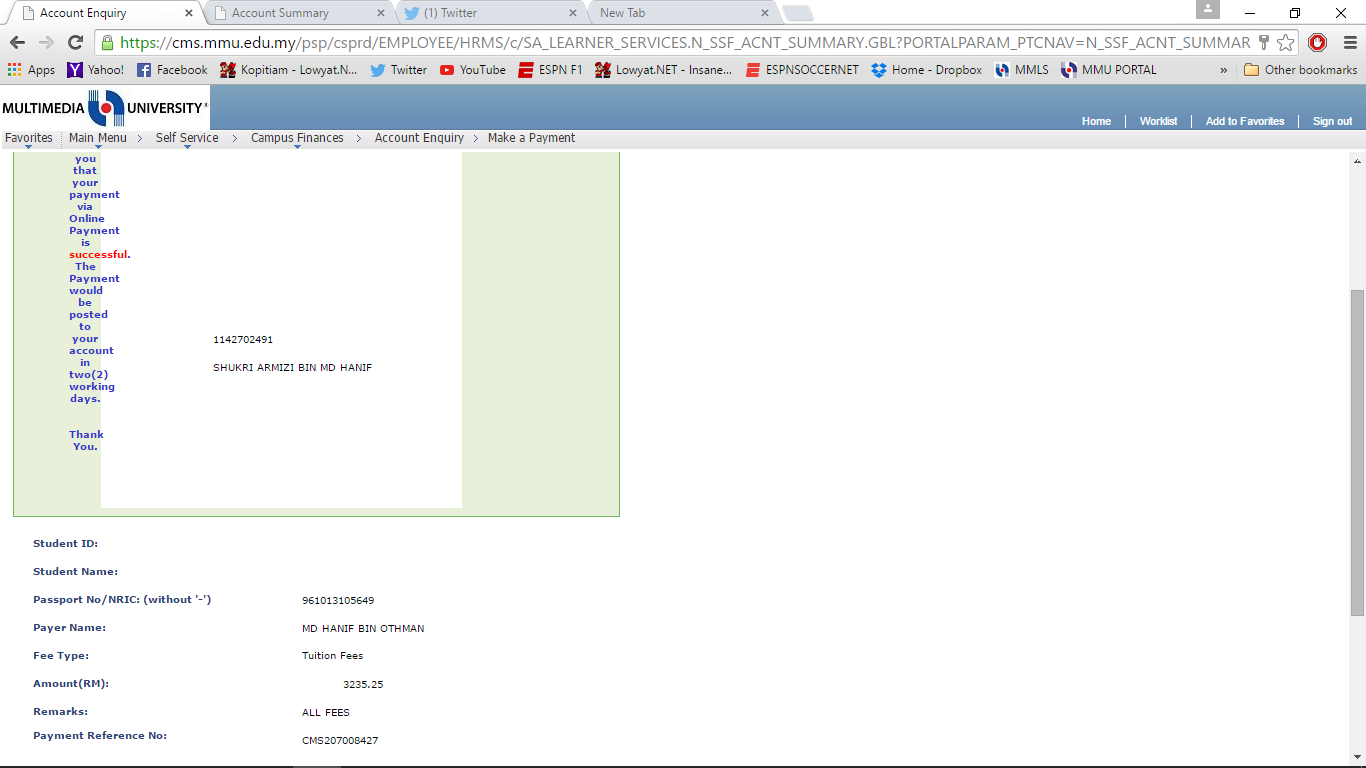 Account Enquiry
Account Summary
(1) Twitter
New Tab
https://cms.mmu.edu.my/psp/csprd/EMPLOYEE/HRMS/c/SA_LEARNER_SERVICES.N_SSF_ACNT_SUMMARY.GBL?PORTALPARAM_PTCNAV=N_SSF_ACNT_SUMMAR
Apps Yahoo! Facebook Kopitiam - Lowyat.N... Twitter YouTube ESPN F1 Lowyat.NET - Insane... ESPNSOCCERNET Home - Dropbox MMLS MMU PORTAL » Other bookmarks
MULTIMEDIA UNIVERSITY®
Home Worklist Add to Favorites Sign out
Favorites Main Menu > Self Service > Campus Finances > Account Enquiry > Make a Payment
you
that
your
payment
via
Online
Payment
is
successful.
The
Payment
would
be
posted
to
your
account
in
two(2)
working
days.
Thank
You.
1142702491
SHUKRI ARMIZI BIN MD HANIF
Student ID:
Student Name:
Passport No/NRIC: (without '-') 961013105649
Payer Name: MD HANIF BIN OTHMAN
Fee Type: Tuition Fees
Amount(RM): 3235.25
Remarks: ALL FEES
Payment Reference No: CMS207008427